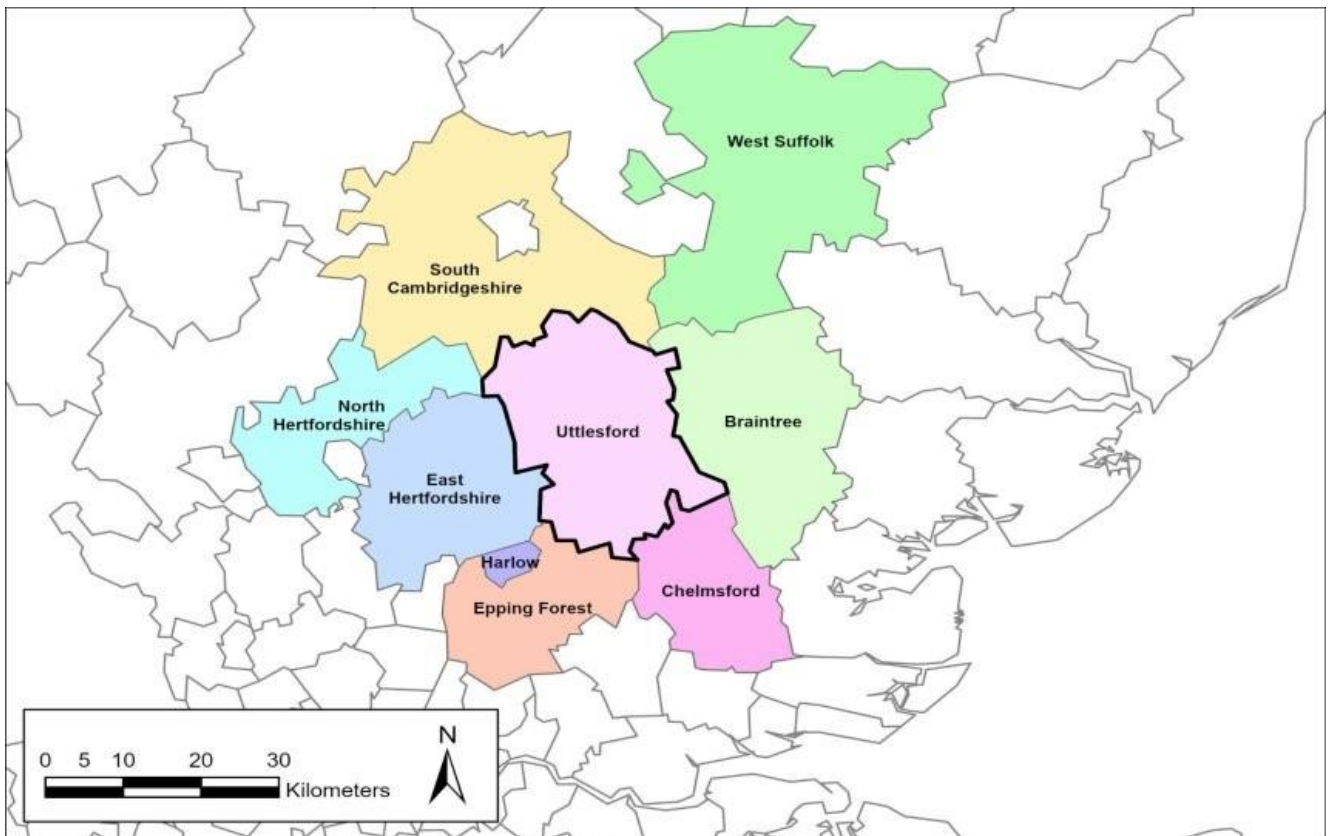 West Suffolk
South
Cambridgeshire
North
Hertfordshire
Uttlesford
Braintree
East
Hertfordshire
Harlow
Epping Forest
Chelmsford
N
0 5 10 20 30
Kilometers